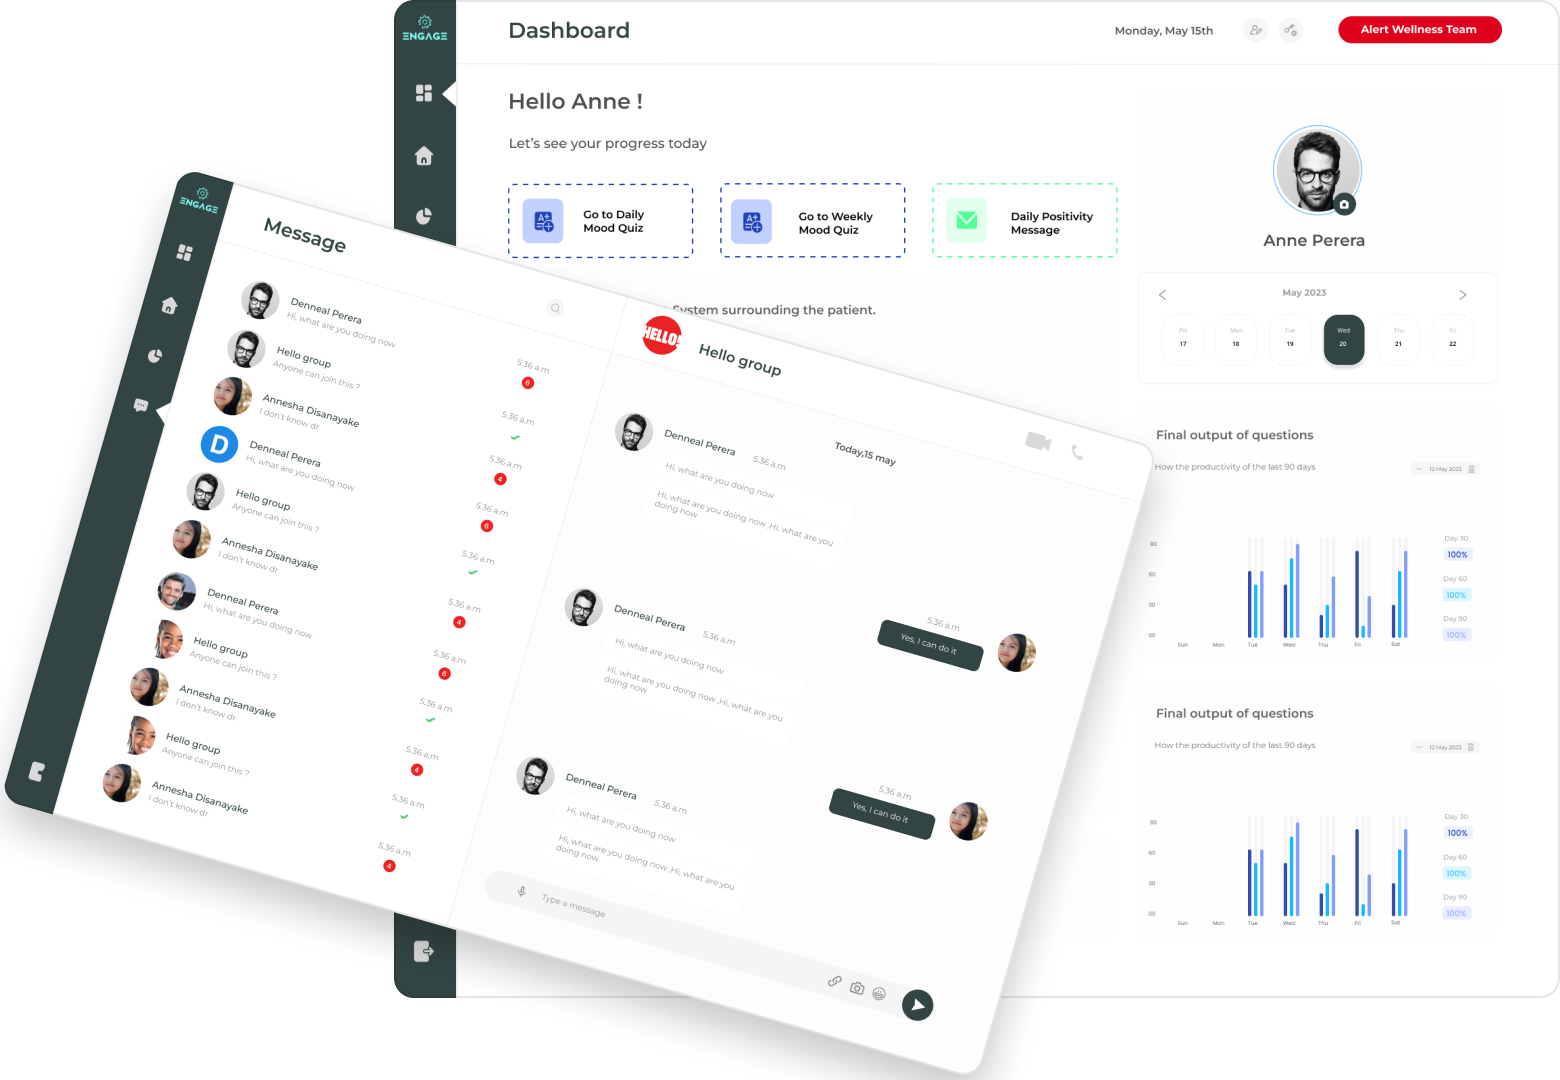 ENGAGE
Dashboard
Monday, May 15th
Alert Wellness Team
Hello Anne !
Let's see your progress today
Go to Daily
Mood Quiz
Go to Weekly
Mood Quiz
Daily Positivity
Message
System surrounding the patient.
Anne Perera
May 2023
Fri
17
Mon
18
Tue
19
Wed
20
Thu
21
Fri
22
Final output of questions
How the productivity of the last 90 days
12 May 2023
90
60
30
00
Sun
Mon
Tue
Wed
Thu
Fri
Sat
Day 30
100%
Day 60
100%
Day 90
100%
Final output of questions
How the productivity of the last 90 days
12 May 2023
90
60
30
00
Sun
Mon
Tue
Wed
Thu
Fri
Sat
Day 30
100%
Day 60
100%
Day 90
100%
ENGAGE
Message
Denneal Perera
Hi, what are you doing now
5.36 a.m
6
Hello group
Anyone can join this ?
5.36 a.m
Annesha Disanayake
I don't know dr
5.36 a.m
4
D
Denneal Perera
Hi, what are you doing now
5.36 a.m
6
Hello group
Anyone can join this ?
5.36 a.m
Annesha Disanayake
I don't know dr
5.36 a.m
4
Denneal Perera
Hi, what are you doing now
5.36 a.m
6
Hello group
Anyone can join this ?
5.36 a.m
Annesha Disanayake
I don't know dr
5.36 a.m
4
Hello group
Anyone can join this ?
5.36 a.m
Annesha Disanayake
I don't know dr
5.36 a.m
4
HELLO!
Hello group
Today,15 may
Denneal Perera
5.36 a.m
Hi, what are you doing now
Hi, what are you doing now ,Hi, what are you
doing now
5.36 a.m
Yes, I can do it
Denneal Perera
5.36 a.m
Hi, what are you doing now
Hi, what are you doing now ,Hi, what are you
doing now
5.36 a.m
Yes, I can do it
Denneal Perera
5.36 a.m
Hi, what are you doing now
Hi, what are you doing now ,Hi, what are you
doing now
Type a message